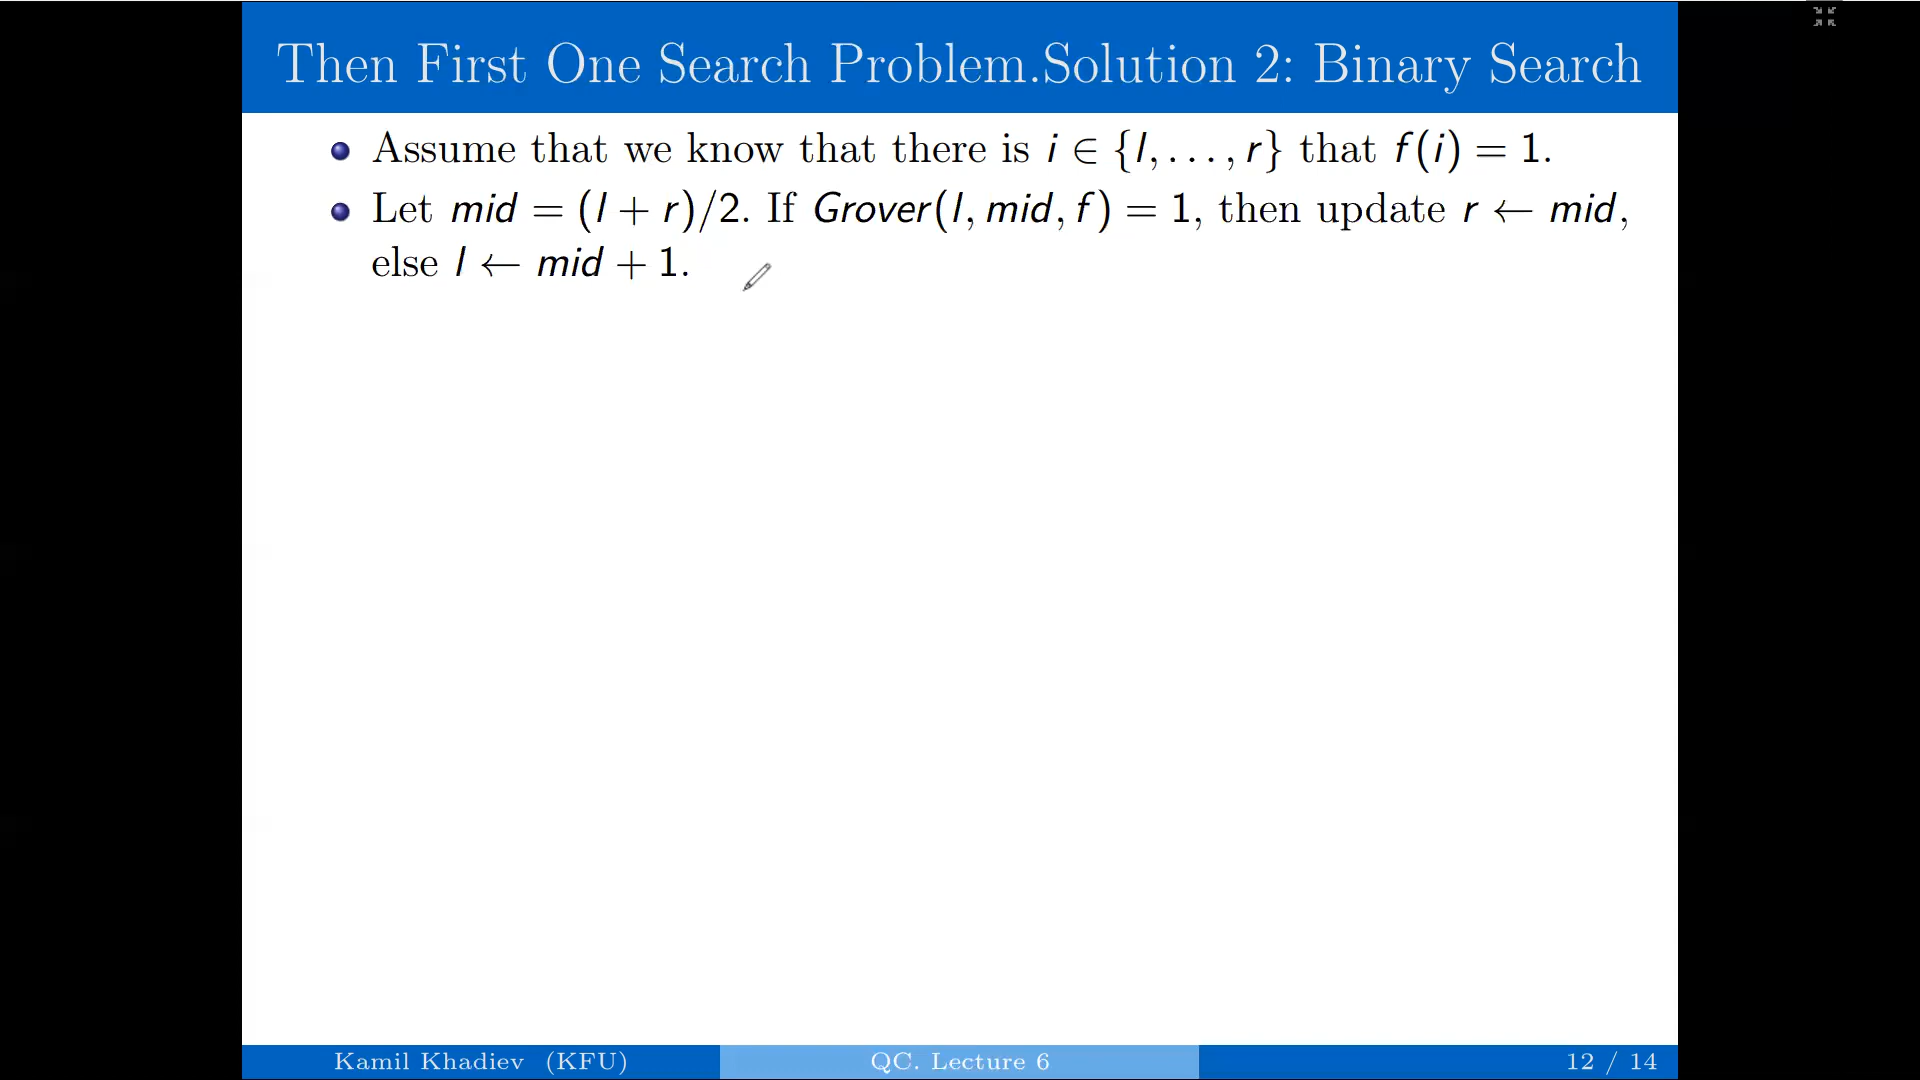 Then First One Search Problem.Solution 2: Binary Search
Assume that we know that there is i ∈ {l, . . . , r} that f(i) = 1.
Let mid = (l + r)/2. If Grover(l, mid, f) = 1, then update r ← mid,
else l ← mid + 1.
Kamil Khadiev (KFU)
QC. Lecture 6
12 / 14